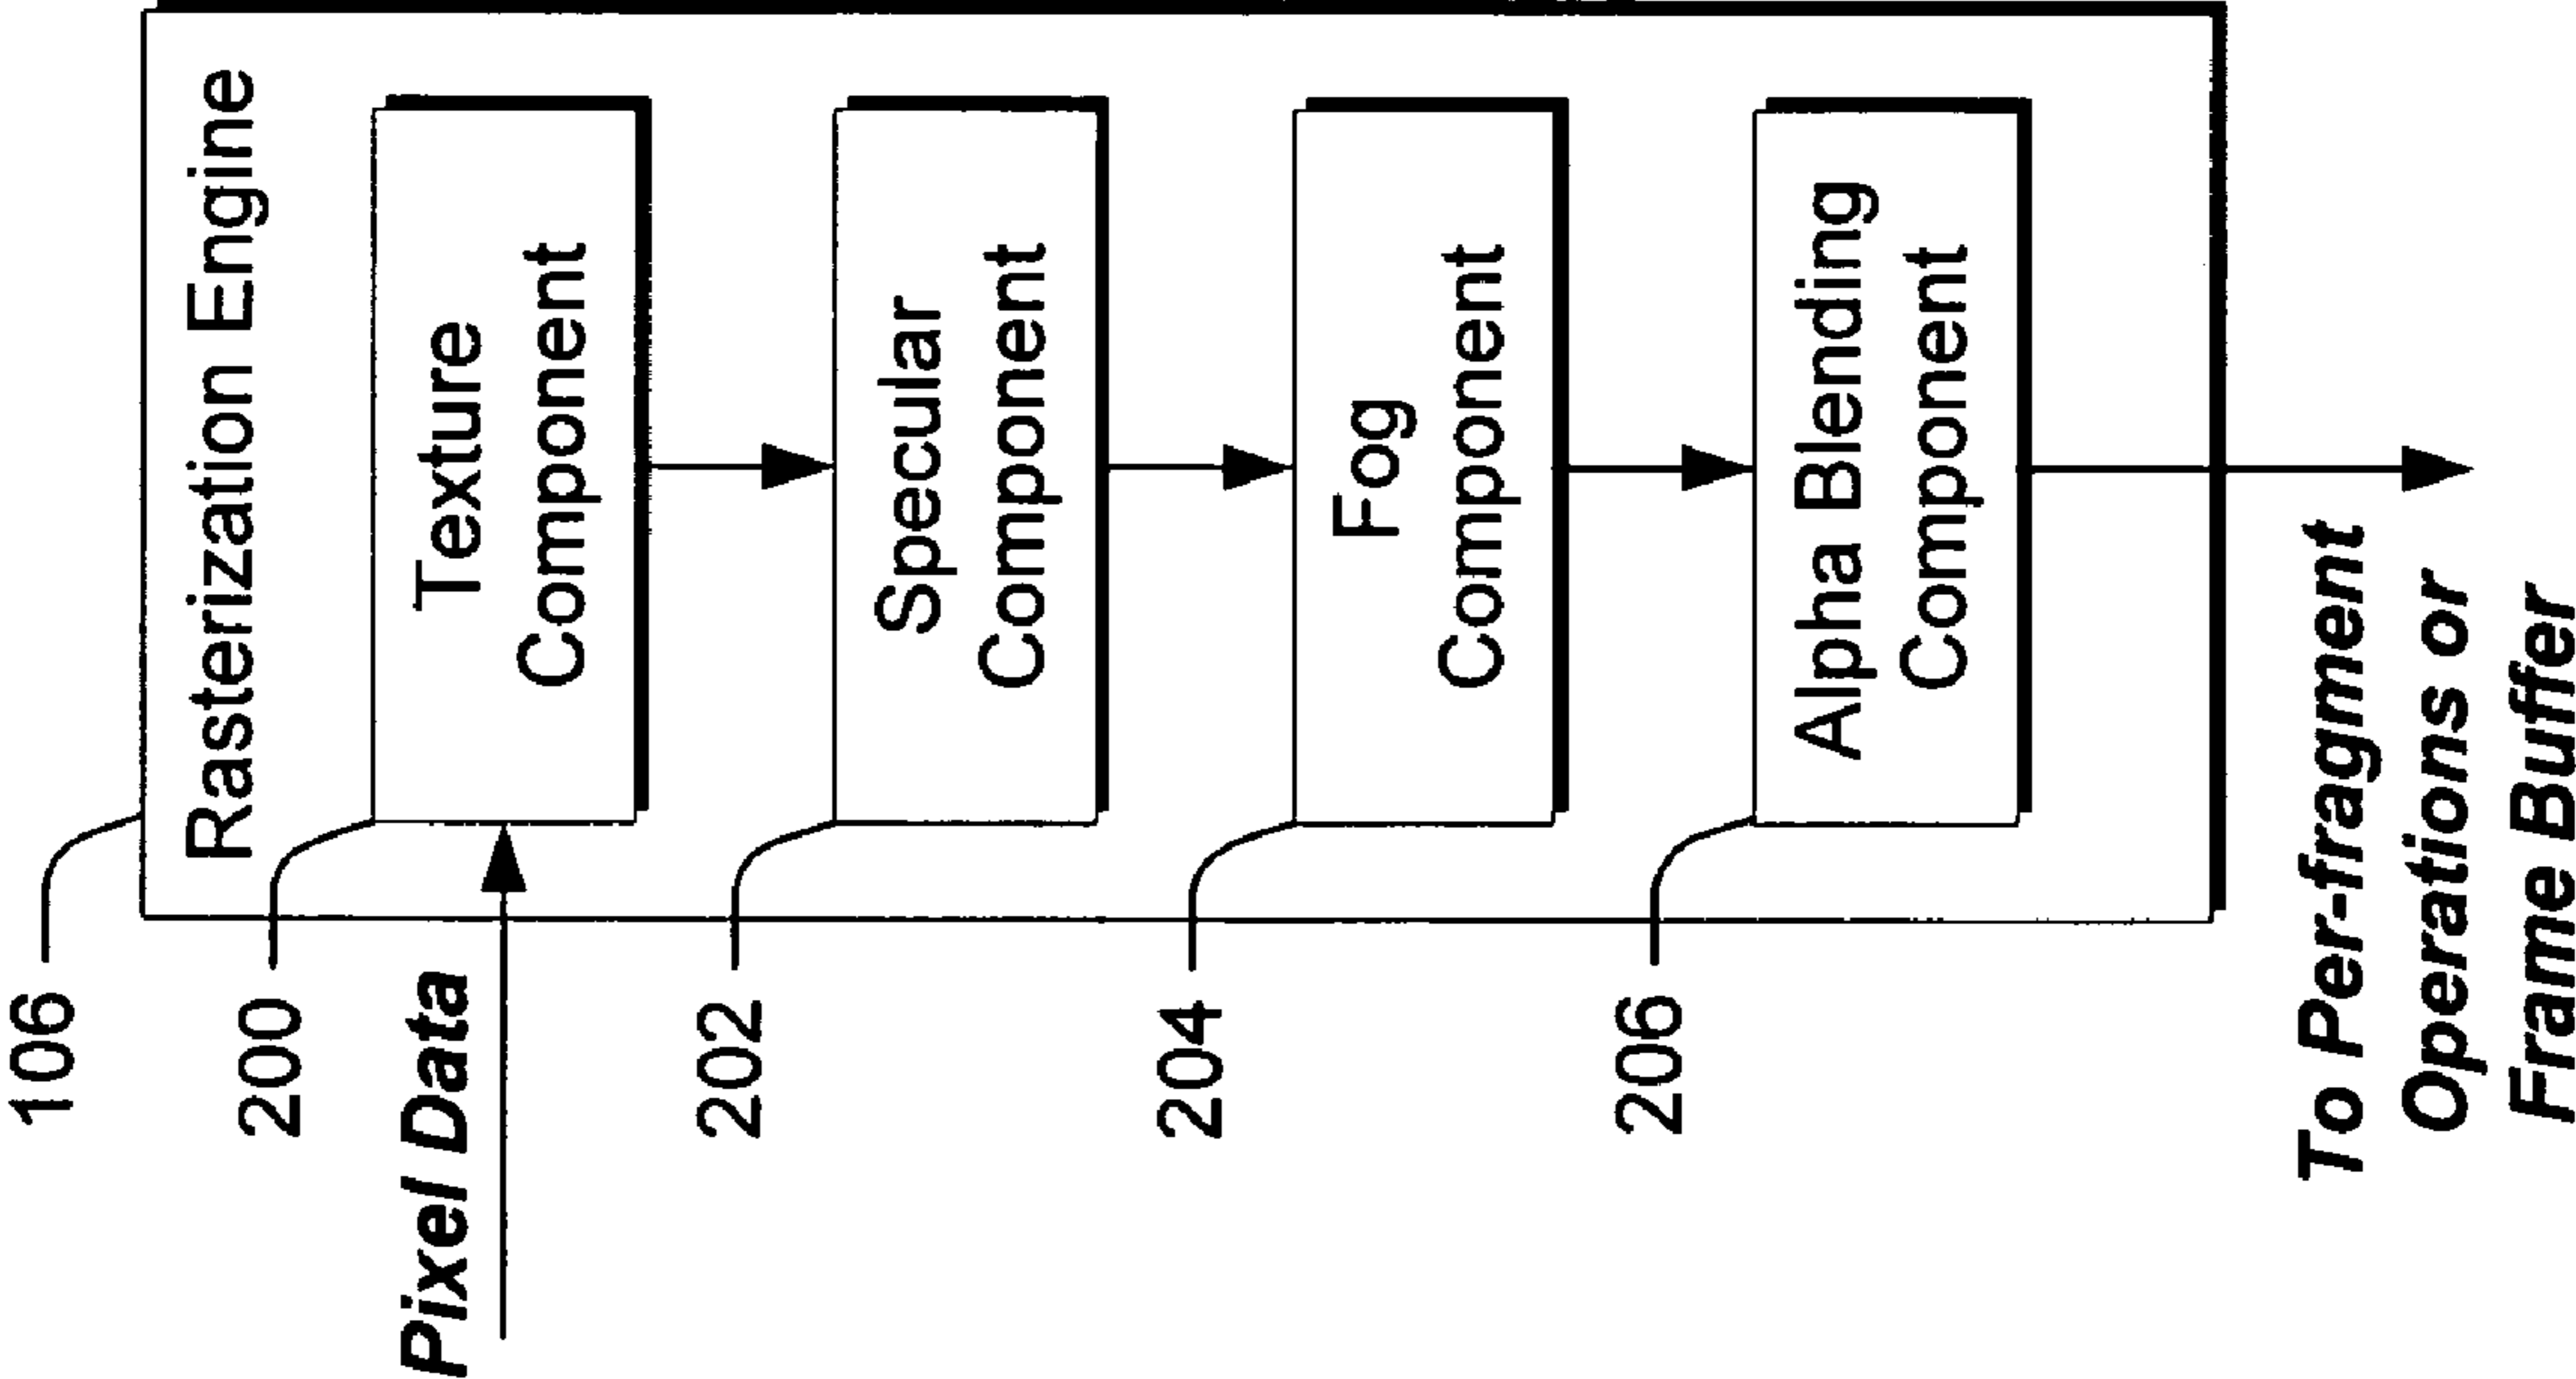 106
Rasterization Engine
200
Texture
Component
Pixel Data
202
Specular
Component
204
Fog
Component
206
Alpha Blending
Component
To Per-fragment
Operations or
Frame Buffer